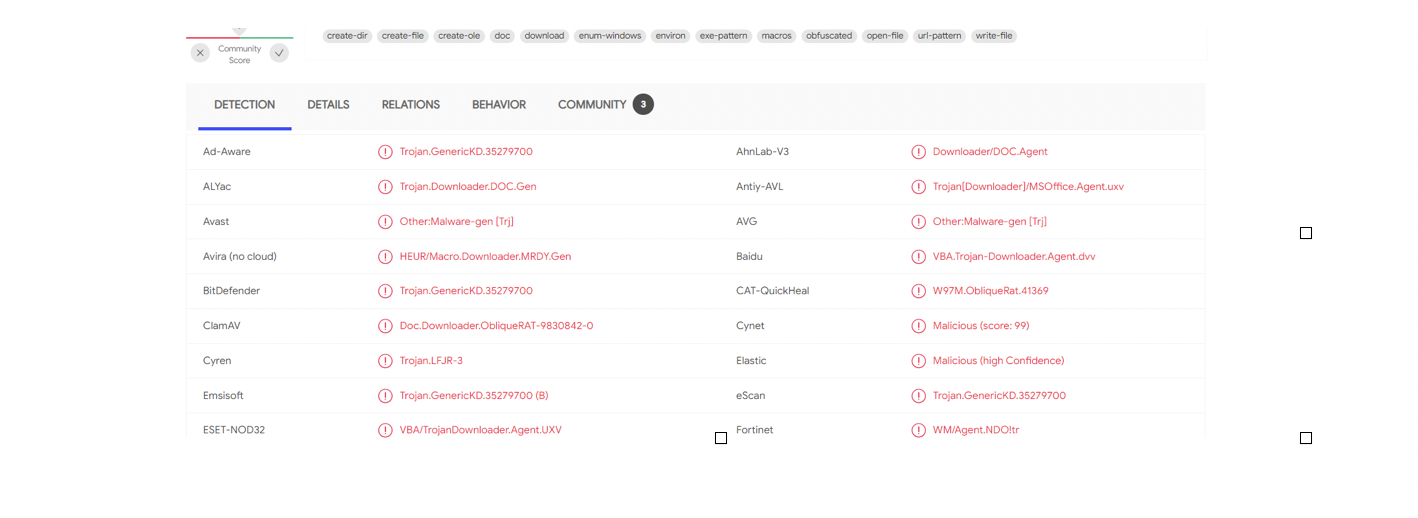 create-dir create-file create-ole doc download enum-windows environ exe-pattern macros obfuscated open-file url-pattern write-file
Community
Score
DETECTION DETAILS RELATIONS BEHAVIOR COMMUNITY 3
Ad-Aware Trojan.GenericKD.35279700 AhnLab-V3 Downloader/DOC.Agent
ALYac Trojan.Downloader.DOC.Gen Antiy-AVL Trojan[Downloader]/MSOffice.Agent.uxv
Avast Other:Malware-gen [Trj] AVG Other:Malware-gen [Trj]
Avira (no cloud) HEUR/Macro.Downloader.MRDY.Gen Baidu VBA.Trojan-Downloader.Agent.dvv
BitDefender Trojan.GenericKD.35279700 CAT-QuickHeal W97M.ObliqueRat.41369
ClamAV Doc.Downloader.ObliqueRAT-9830842-0 Cynet Malicious (score: 99)
Cyren Trojan.LFJR-3 Elastic Malicious (high Confidence)
Emsisoft Trojan.GenericKD.35279700 (B) eScan Trojan.GenericKD.35279700
ESET-NOD32 VBA/TrojanDownloader.Agent.UXV Fortinet WM/Agent.NDO!tr